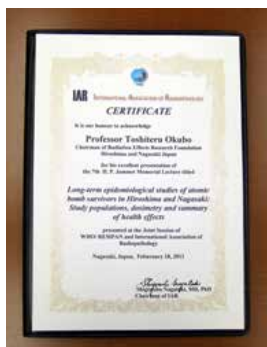 IAR International Association of Radiopathology
CERTIFICATE
It is our honour to acknowledge
Professor Toshiteru Okubo
Chairman of Radiation Effects Research Foundation
Hiroshima and Nagasaki Japan
for his excellent presentation of
the 7th H. P. Jammet Memorial Lecture titled
Long-term epidemiological studies of atomic
bomb survivors in Hiroshima and Nagasaki:
Study populations, dosimetry and summary
of health effects
presented at the Joint Session of
WHO REMPAN and International Association of
Radiopathology
Nagasaki, Japan, February 18, 2011
MD, PhD
Chairman of IAR